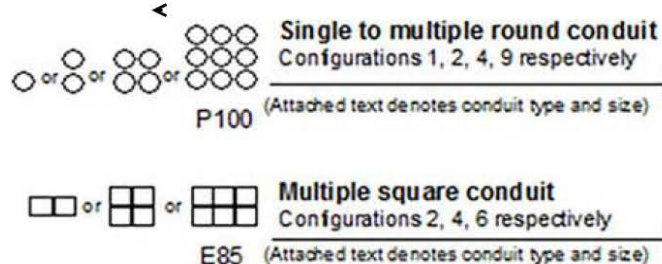 Single to multiple round conduit
or or or Configurations 1, 2, 4, 9 respectively
P100 (Attached text denotes conduit type and size)
Multiple square conduit
or or Configurations 2, 4, 6 respectively
E85 (Attached text denotes conduit type and size)